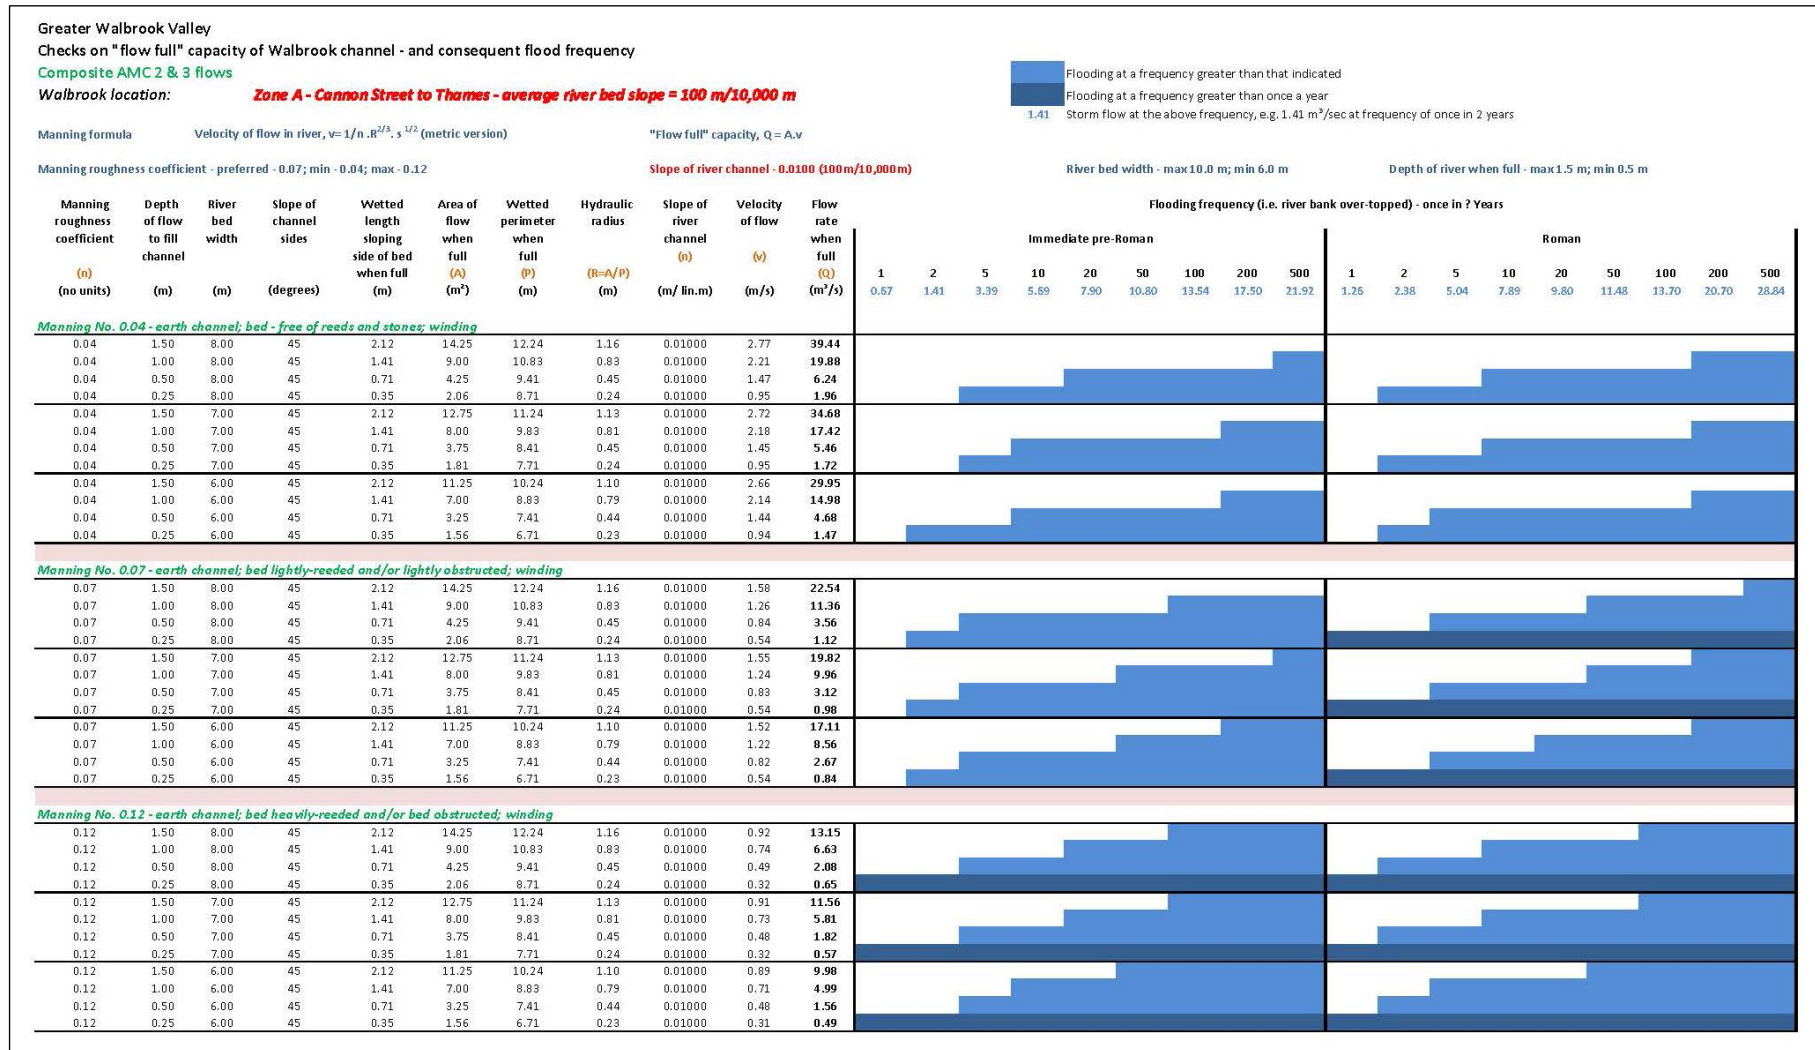 Greater Walbrook Valley
Checks on "flow full" capacity of Walbrook channel - and consequent flood frequency
Composite AMC 2 & 3 flows
Walbrook location: Zone A - Cannon Street to Thames - average river bed slope = 100 m/10,000 m
Flooding at a frequency greater than that indicated
Flooding at a frequency greater than once a year
1.41 Storm flow at the above frequency, e.g. 1.41 m³/sec at frequency of once in 2 years
Manning formula Velocity of flow in river, v= 1/n .R^2/3. s^1/2 (metric version) "Flow full" capacity, Q = A.v
Manning roughness coefficient - preferred - 0.07; min - 0.04; max - 0.12 Slope of river channel - 0.0100 (100m/10,000m) River bed width - max 10.0 m; min 6.0 m Depth of river when full - max 1.5 m; min 0.5 m
Manning Depth River Slope of Wetted Area of Wetted Hydraulic Slope of Velocity Flow Flooding frequency (i.e. river bank over-topped) - once in ? Years
roughness of flow bed channel length flow perimeter radius river of flow rate
coefficient to fill width sides sloping when when channel when Immediate pre-Roman Roman
channel side of bed full full (n) full
(n) when full (A) (P) (R=A/P) (v) (Q) 1 2 5 10 20 50 100 200 500 1 2 5 10 20 50 100 200 500
(no units) (m) (m) (degrees) (m) (m²) (m) (m) (m/ lin.m) (m/s) (m³/s) 0.67 1.41 3.39 5.69 7.90 10.80 13.54 17.50 21.92 1.26 2.38 5.04 7.89 9.80 11.48 13.70 20.70 28.84
Manning No. 0.04 - earth channel; bed - free of reeds and stones; winding
0.04 1.50 8.00 45 2.12 14.25 12.24 1.16 0.01000 2.77 39.44
0.04 1.00 8.00 45 1.41 9.00 10.83 0.83 0.01000 2.21 19.88
0.04 0.50 8.00 45 0.71 4.25 9.41 0.45 0.01000 1.47 6.24
0.04 0.25 8.00 45 0.35 2.06 8.71 0.24 0.01000 0.95 1.96
0.04 1.50 7.00 45 2.12 12.75 11.24 1.13 0.01000 2.72 34.68
0.04 1.00 7.00 45 1.41 8.00 9.83 0.81 0.01000 2.18 17.42
0.04 0.50 7.00 45 0.71 3.75 8.41 0.45 0.01000 1.45 5.46
0.04 0.25 7.00 45 0.35 1.81 7.71 0.24 0.01000 0.95 1.72
0.04 1.50 6.00 45 2.12 11.25 10.24 1.10 0.01000 2.66 29.95
0.04 1.00 6.00 45 1.41 7.00 8.83 0.79 0.01000 2.14 14.98
0.04 0.50 6.00 45 0.71 3.25 7.41 0.44 0.01000 1.44 4.68
0.04 0.25 6.00 45 0.35 1.56 6.71 0.23 0.01000 0.94 1.47
Manning No. 0.07 - earth channel; bed lightly-reeded and/or lightly obstructed; winding
0.07 1.50 8.00 45 2.12 14.25 12.24 1.16 0.01000 1.58 22.54
0.07 1.00 8.00 45 1.41 9.00 10.83 0.83 0.01000 1.26 11.36
0.07 0.50 8.00 45 0.71 4.25 9.41 0.45 0.01000 0.84 3.56
0.07 0.25 8.00 45 0.35 2.06 8.71 0.24 0.01000 0.54 1.12
0.07 1.50 7.00 45 2.12 12.75 11.24 1.13 0.01000 1.55 19.82
0.07 1.00 7.00 45 1.41 8.00 9.83 0.81 0.01000 1.24 9.96
0.07 0.50 7.00 45 0.71 3.75 8.41 0.45 0.01000 0.83 3.12
0.07 0.25 7.00 45 0.35 1.81 7.71 0.24 0.01000 0.54 0.98
0.07 1.50 6.00 45 2.12 11.25 10.24 1.10 0.01000 1.52 17.11
0.07 1.00 6.00 45 1.41 7.00 8.83 0.79 0.01000 1.22 8.56
0.07 0.50 6.00 45 0.71 3.25 7.41 0.44 0.01000 0.82 2.67
0.07 0.25 6.00 45 0.35 1.56 6.71 0.23 0.01000 0.54 0.84
Manning No. 0.12 - earth channel; bed heavily-reeded and/or bed obstructed; winding
0.12 1.50 8.00 45 2.12 14.25 12.24 1.16 0.01000 0.92 13.15
0.12 1.00 8.00 45 1.41 9.00 10.83 0.83 0.01000 0.74 6.63
0.12 0.50 8.00 45 0.71 4.25 9.41 0.45 0.01000 0.49 2.08
0.12 0.25 8.00 45 0.35 2.06 8.71 0.24 0.01000 0.32 0.65
0.12 1.50 7.00 45 2.12 12.75 11.24 1.13 0.01000 0.91 11.56
0.12 1.00 7.00 45 1.41 8.00 9.83 0.81 0.01000 0.73 5.81
0.12 0.50 7.00 45 0.71 3.75 8.41 0.45 0.01000 0.48 1.82
0.12 0.25 7.00 45 0.35 1.81 7.71 0.24 0.01000 0.32 0.57
0.12 1.50 6.00 45 2.12 11.25 10.24 1.10 0.01000 0.89 9.98
0.12 1.00 6.00 45 1.41 7.00 8.83 0.79 0.01000 0.71 4.99
0.12 0.50 6.00 45 0.71 3.25 7.41 0.44 0.01000 0.48 1.56
0.12 0.25 6.00 45 0.35 1.56 6.71 0.23 0.01000 0.31 0.49